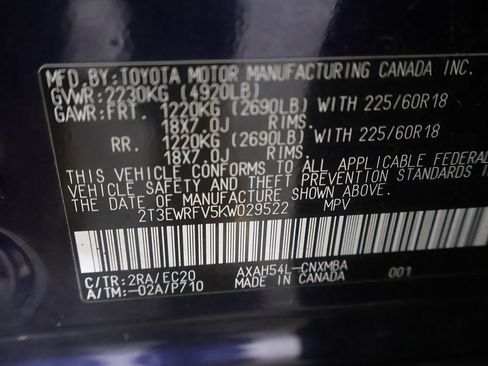 MFD.BY:TOYOTA MOTOR MANUFACTURING CANADA INC.
GVWR:2230KG (4920LB)
GAWR:FRT. 1220KG (2690LB) WITH 225/60R18
18X7.0J RIMS.
RR. 1220KG (2690LB) WITH 225/60R18
18X7.0J RIMS.
THIS VEHICLE CONFORMS TO ALL APPLICABLE FEDERAL
VEHICLE SAFETY AND THEFT PREVENTION STANDARDS IN
THE DATE OF MANUFACTURE SHOWN ABOVE.
2T3EWRFV5KW029522 MPV
C/TR:2RA/EC20 AXAH54L-CNXMBA 001
A/TM:-02A/P710 MADE IN CANADA